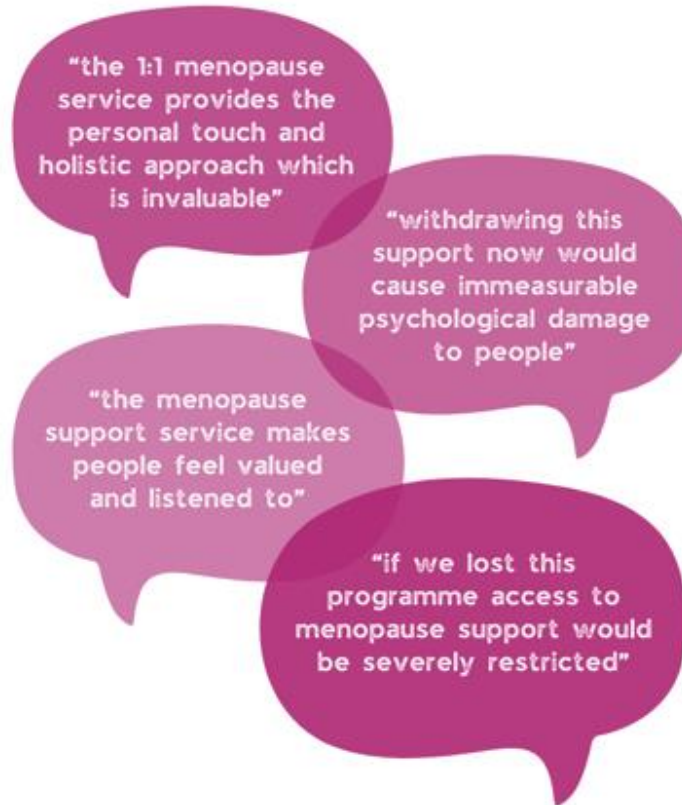 “the 1:1 menopause
service provides the
personal touch and
holistic approach which
is invaluable”
“withdrawing this
support now would
cause immeasurable
psychological damage
to people”
“the menopause
support service makes
people feel valued
and listened to”
“if we lost this
programme access to
menopause support would
be severely restricted”